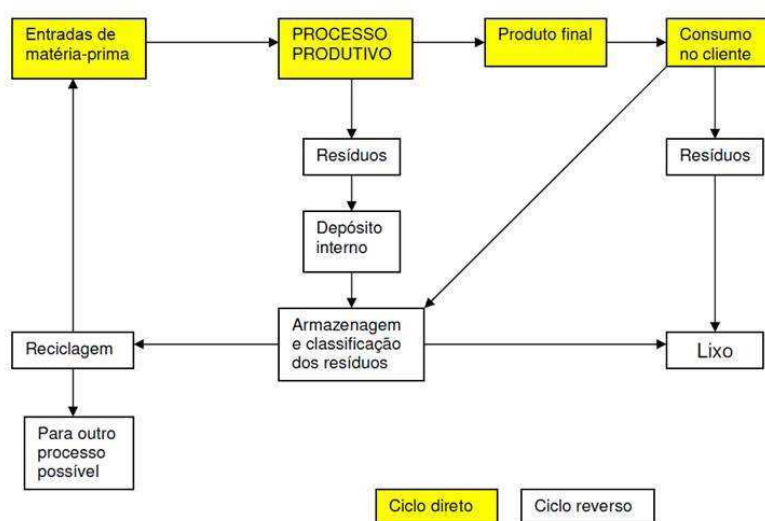 Entradas de
matéria-prima
PROCESSO
PRODUTIVO
Produto final
Consumo
no cliente
Resíduos
Resíduos
Depósito
interno
Reciclagem
Armazenagem
e classificação
dos resíduos
Lixo
Para outro
processo
possível
Ciclo direto
Ciclo reverso